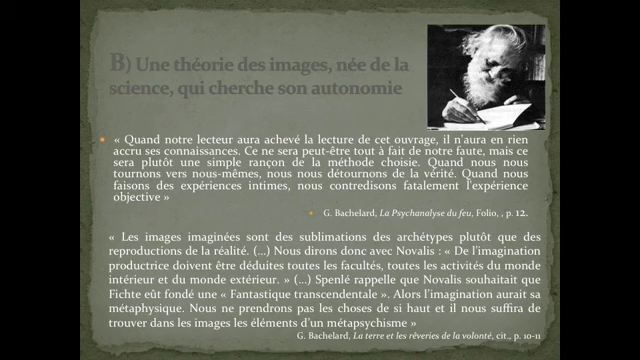 B) Une théorie des images, née de la
science, qui cherche son autonomie
« Quand notre lecteur aura achevé la lecture de cet ouvrage, il n'aura en rien
accru ses connaissances. Ce ne sera peut-être tout à fait de notre faute, mais ce
sera plutôt une simple rançon de la méthode choisie. Quand nous nous
tournons vers nous-mêmes, nous nous détournons de la vérité. Quand nous
faisons des expériences intimes, nous contredisons fatalement l'expérience
objective »
G. Bachelard, La Psychanalyse du feu, Folio, , p. 12.
« Les images imaginées sont des sublimations des archétypes plutôt que des
reproductions de la réalité. (...) Nous dirons donc avec Novalis : « De l'imagination
productrice doivent être déduites toutes les facultés, toutes les activités du monde
intérieur et du monde extérieur. » (...) Spenlé rappelle que Novalis souhaitait que
Fichte eût fondé une « Fantastique transcendentale ». Alors l'imagination aurait sa
métaphysique. Nous ne prendrons pas les choses de si haut et il nous suffira de
trouver dans les images les éléments d'un métapsychisme »
G. Bachelard, La terre et les rêveries de la volonté, cit., p. 10-11